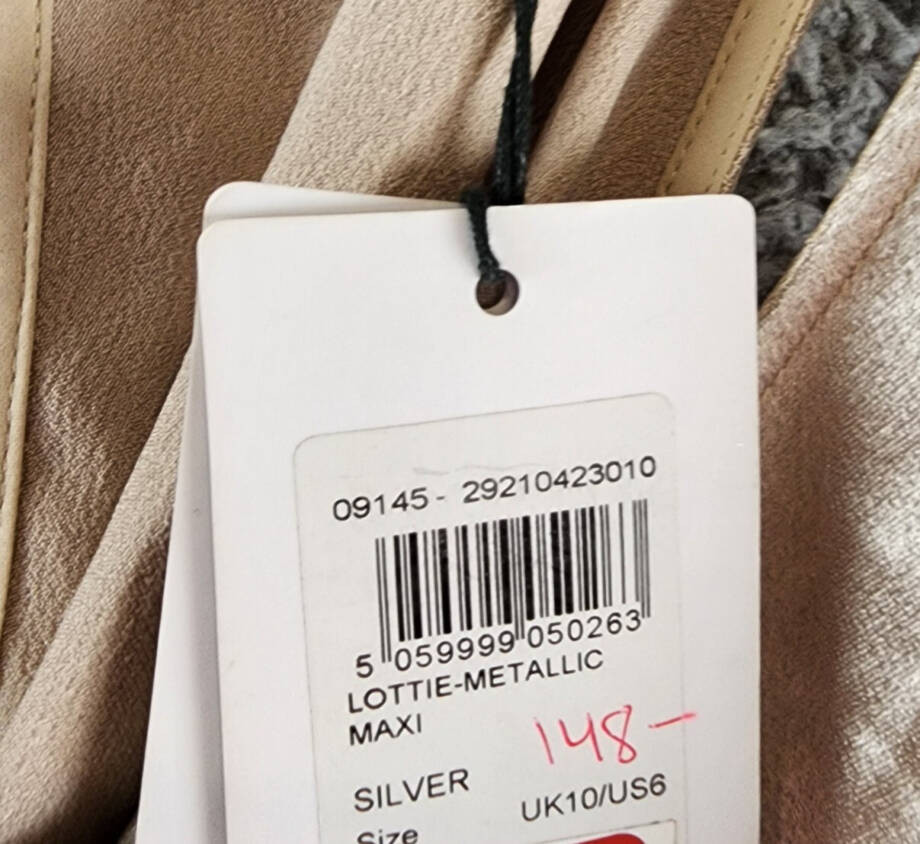 09145- 29210423010
5 059999 050263
LOTTIE-METALLIC
MAXI
148-
SILVER
UK10/US6
Size